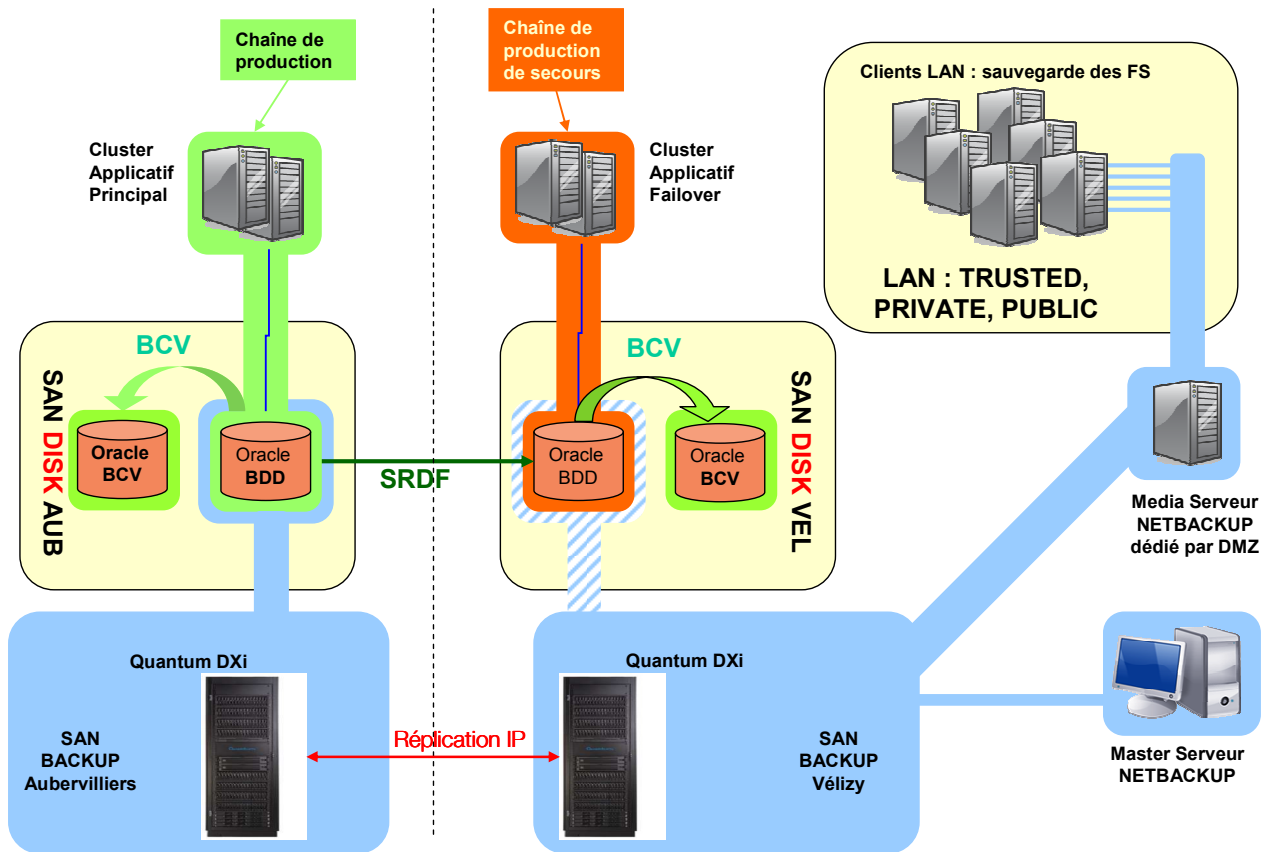 Chaîne de
production
Chaîne de
production
de secours
Clients LAN : sauvegarde des FS
Cluster
Applicatif
Principal
Cluster
Applicatif
Failover
LAN : TRUSTED,
PRIVATE, PUBLIC
BCV
SAN DISK AUB
Oracle
BCV
Oracle
BDD
SRDF
BCV
Oracle
BDD
Oracle
BCV
SAN DISK VEL
Media Serveur
NETBACKUP
dédié par DMZ
Quantum DXi
SAN
BACKUP
Aubervilliers
Réplication IP
Quantum DXi
SAN
BACKUP
Vélizy
Master Serveur
NETBACKUP